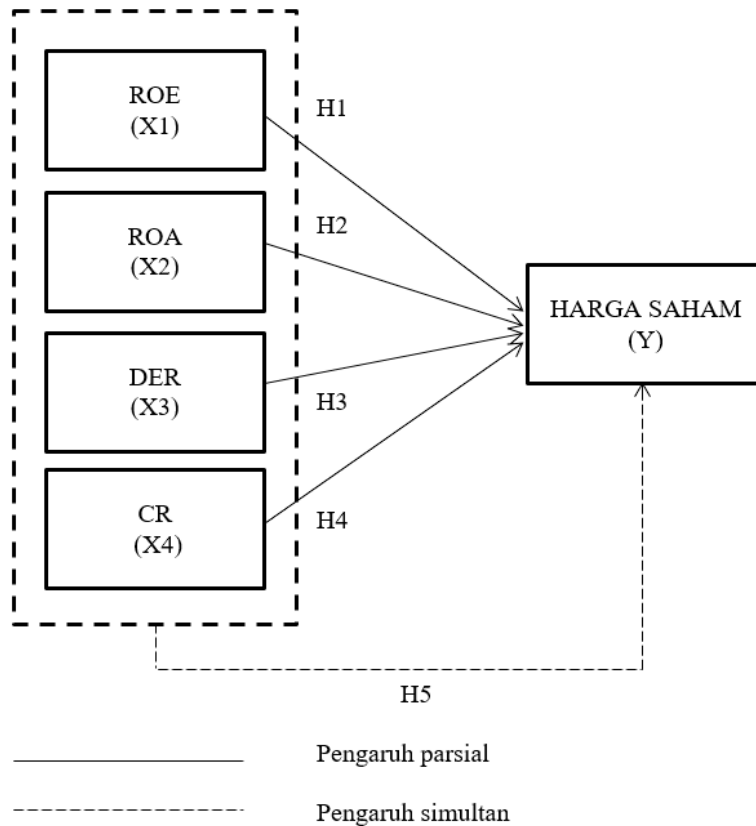 ROE
(X1)
H1
ROA
(X2)
H2
HARGA SAHAM
(Y)
DER
(X3)
H3
CR
(X4)
H4
H5
Pengaruh parsial
Pengaruh simultan